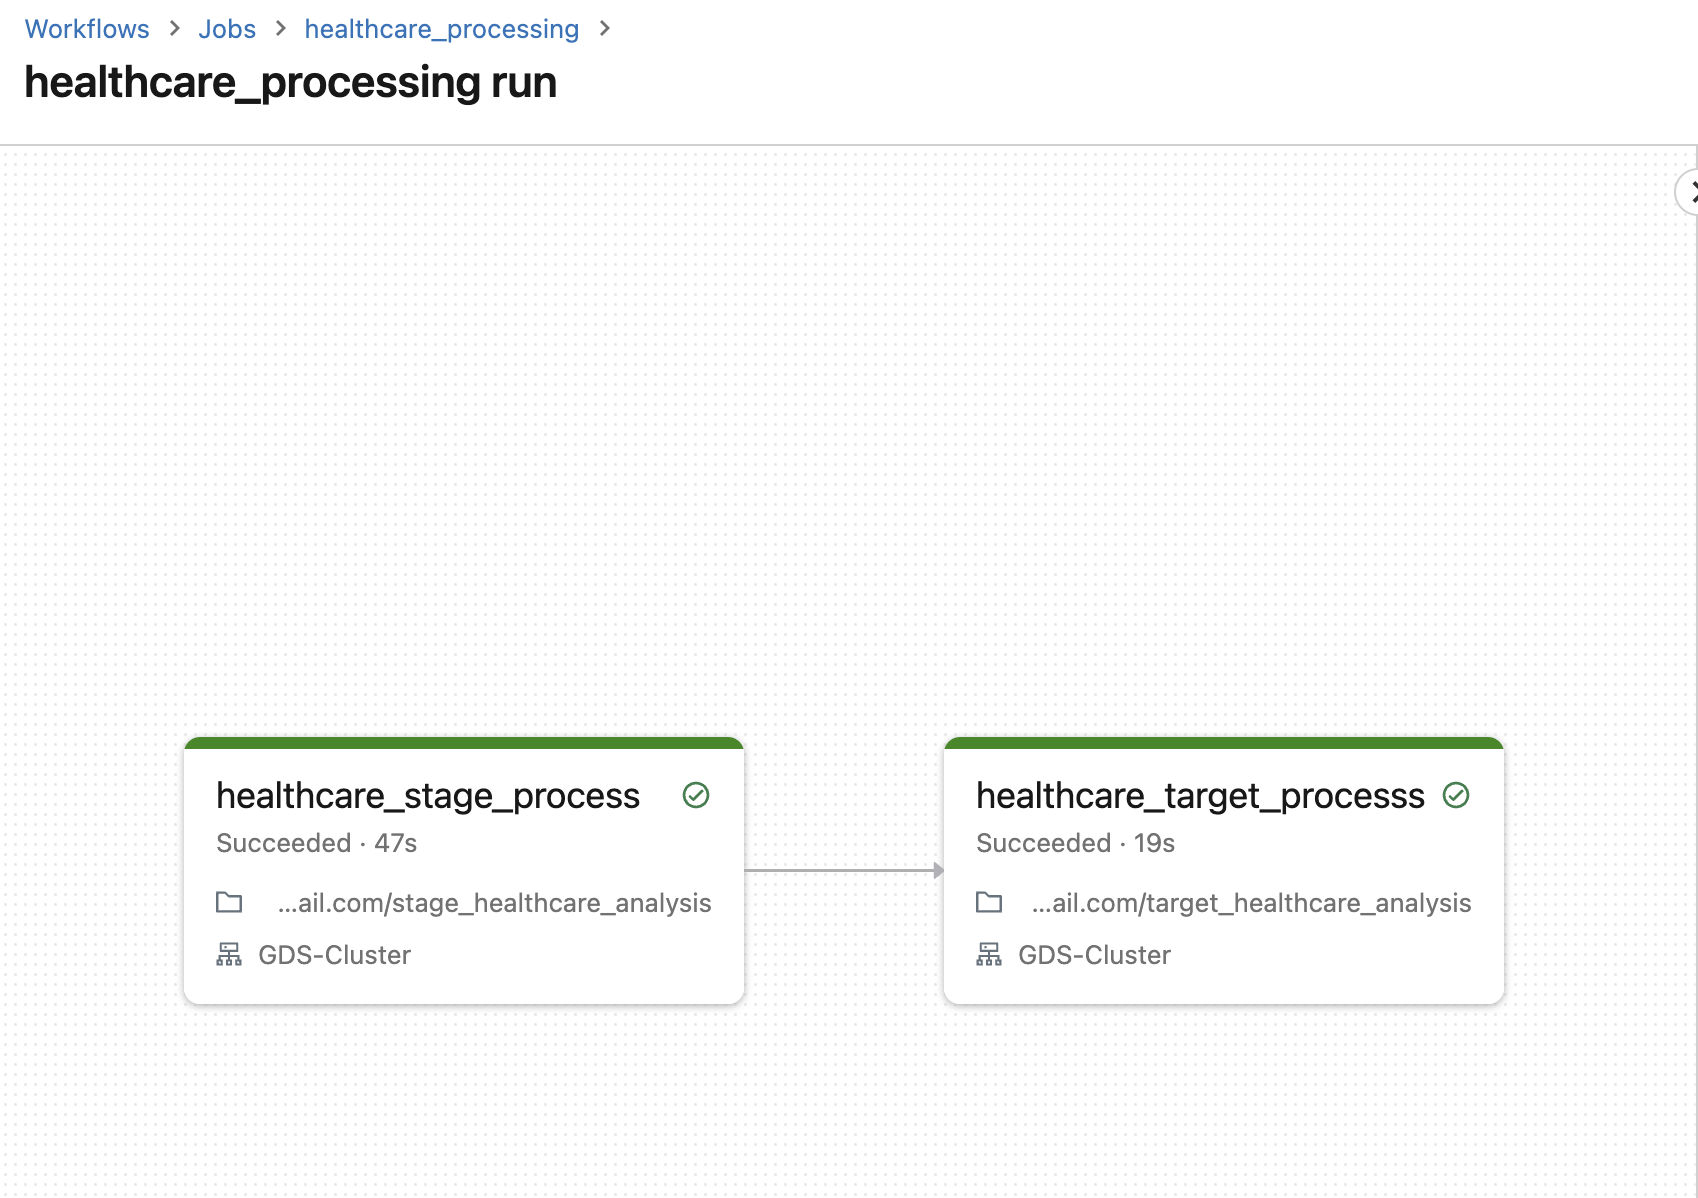 Workflows > Jobs > healthcare_processing >
healthcare_processing run
healthcare_stage_process
Succeeded · 47s
...ail.com/stage_healthcare_analysis
GDS-Cluster
healthcare_target_processs
Succeeded · 19s
...ail.com/target_healthcare_analysis
GDS-Cluster